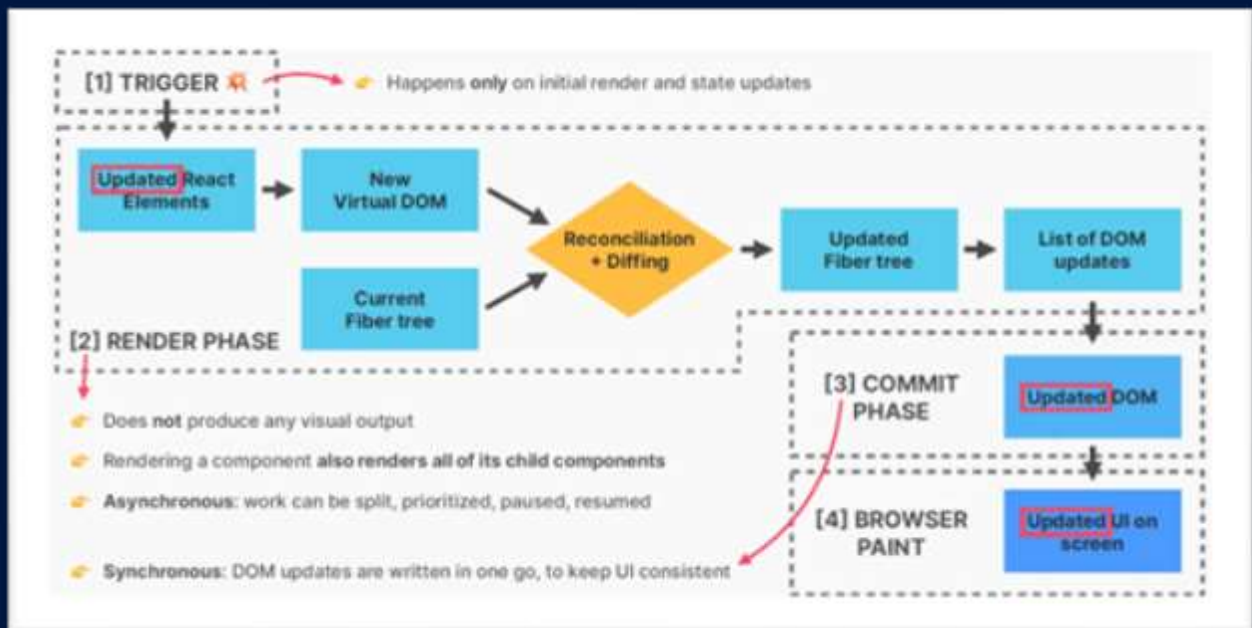 [1] TRIGGER 💥
👉 Happens only on initial render and state updates
Updated React
Elements
New
Virtual DOM
Current
Fiber tree
Reconciliation
+ Diffing
Updated
Fiber tree
List of DOM
updates
[2] RENDER PHASE
[3] COMMIT
PHASE
Updated DOM
👉 Does not produce any visual output
👉 Rendering a component also renders all of its child components
👉 Asynchronous: work can be split, prioritized, paused, resumed
[4] BROWSER
PAINT
Updated UI on
screen
👉 Synchronous: DOM updates are written in one go, to keep UI consistent